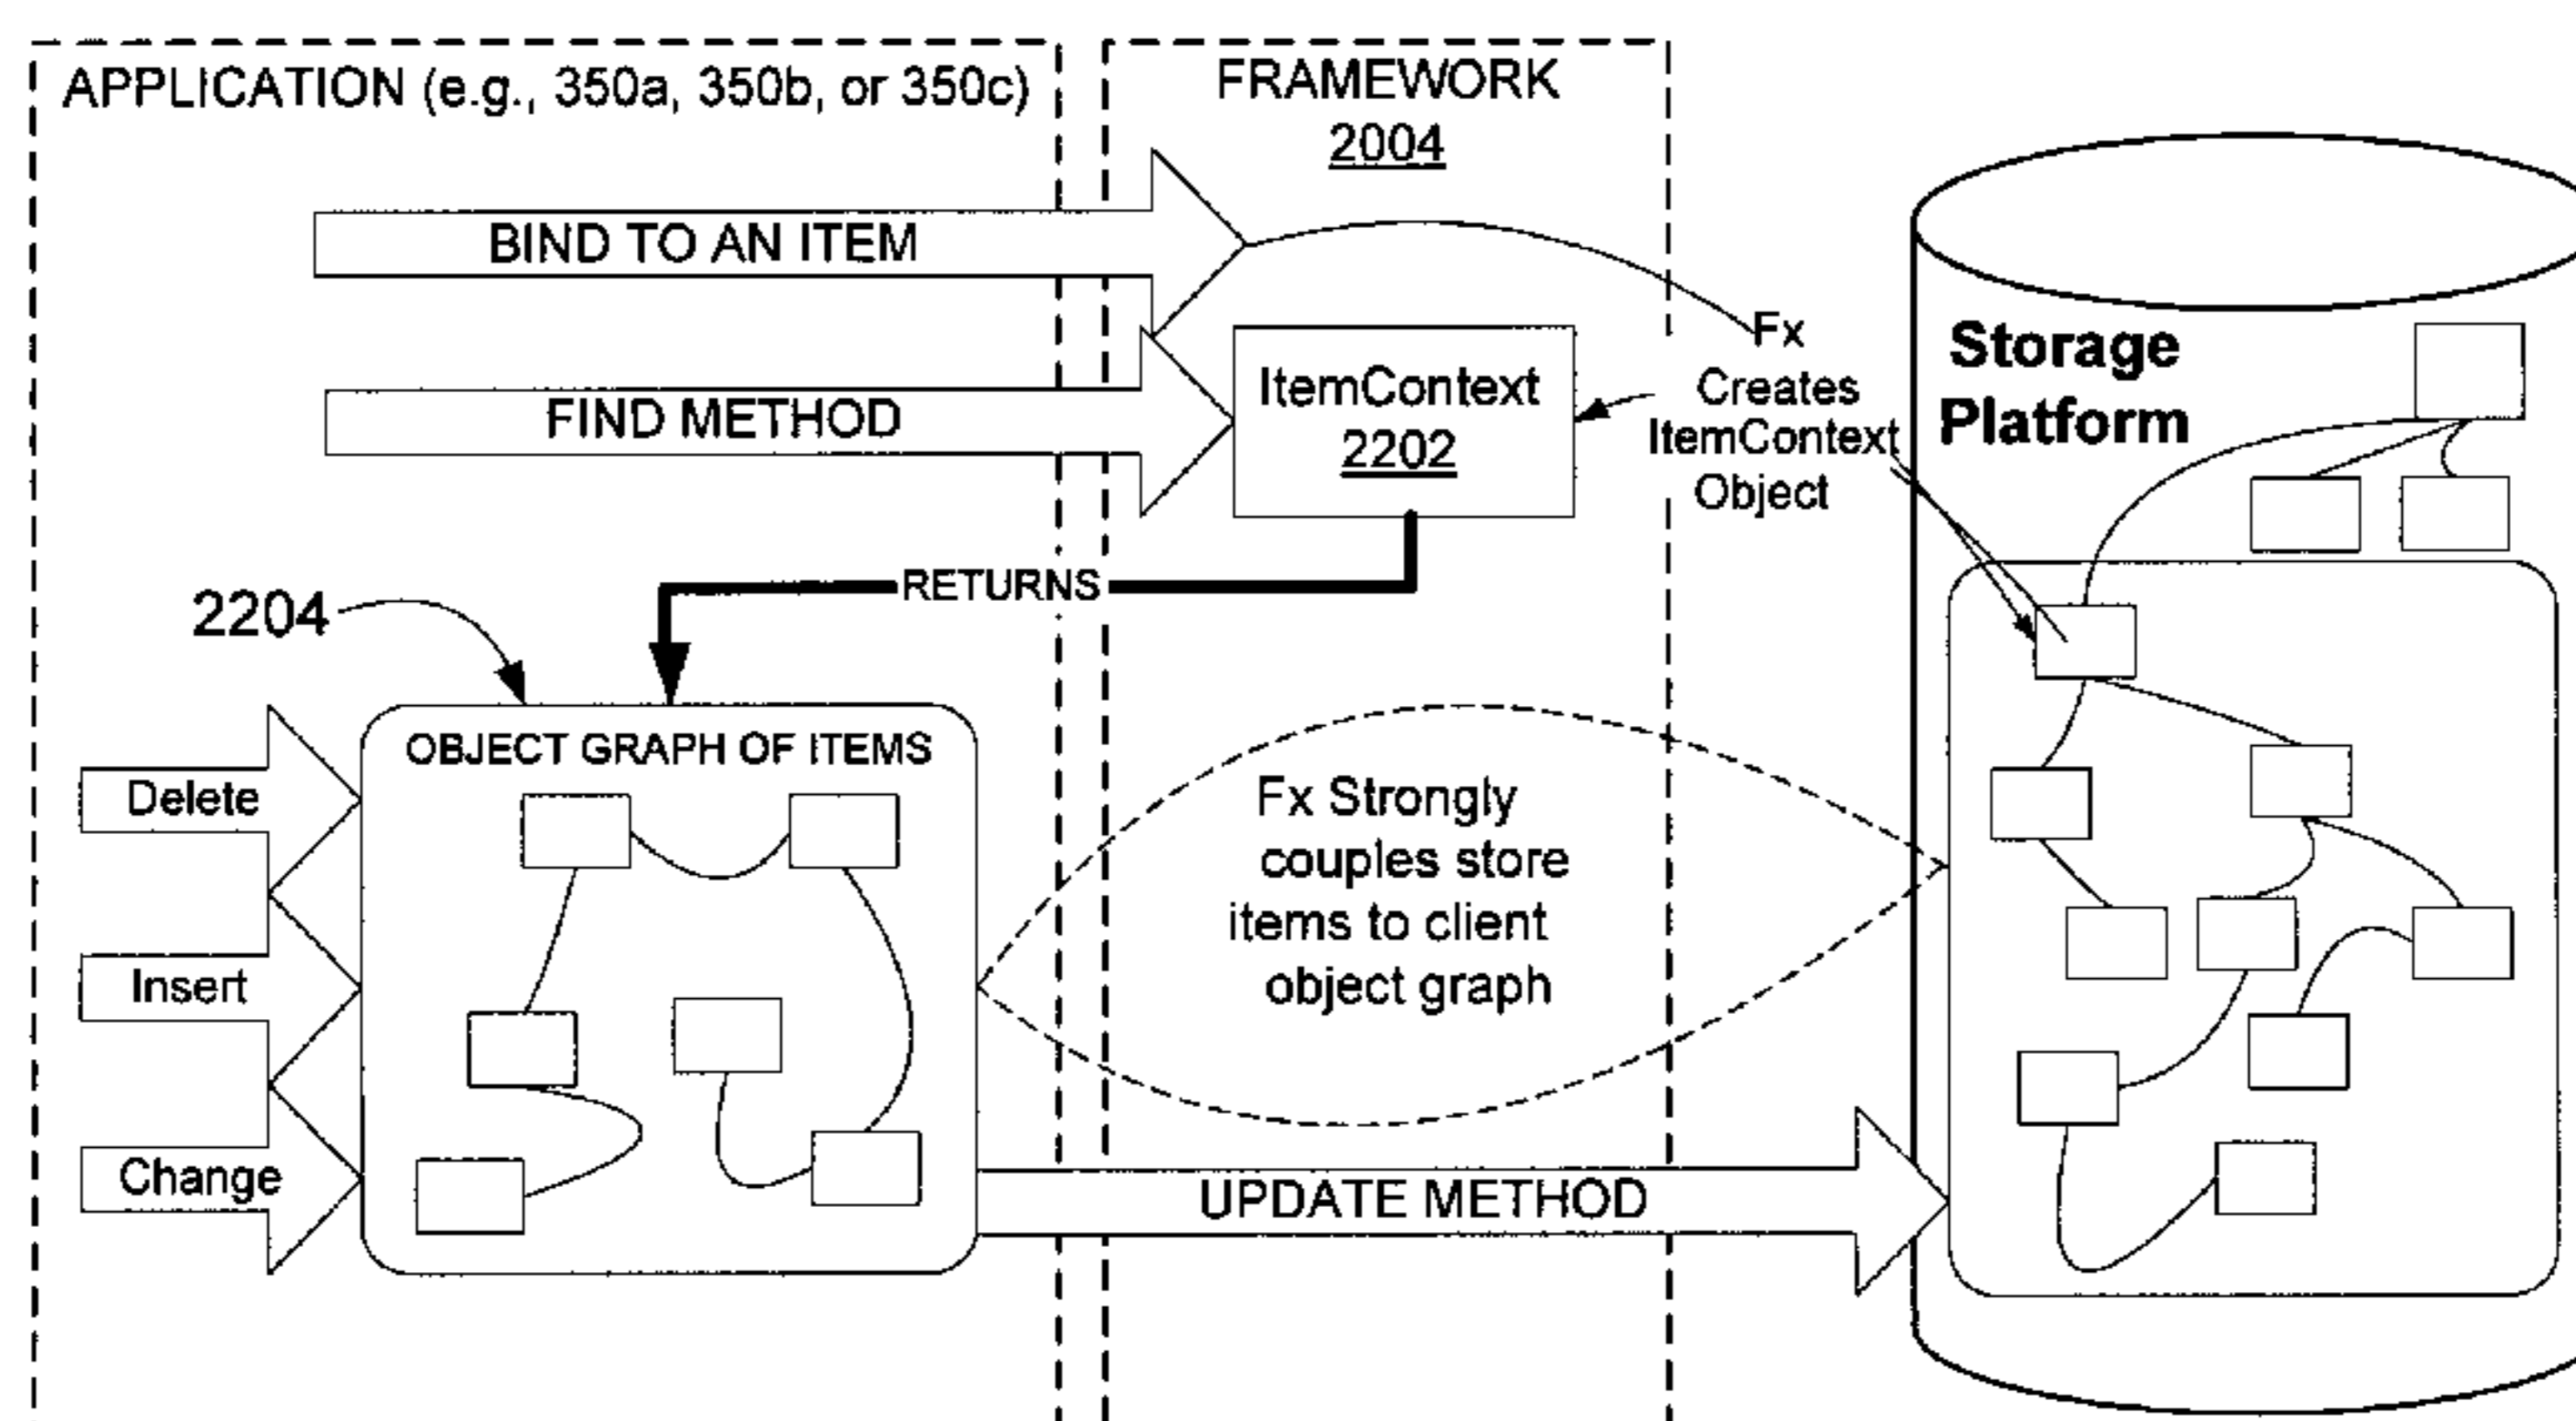 APPLICATION (e.g., 350a, 350b, or 350c)
FRAMEWORK
2004
BIND TO AN ITEM
FIND METHOD
ItemContext
2202
Fx
Creates
ItemContext
Object
Storage
Platform
RETURNS
2204
OBJECT GRAPH OF ITEMS
Delete
Insert
Change
Fx Strongly
couples store
items to client
object graph
UPDATE METHOD